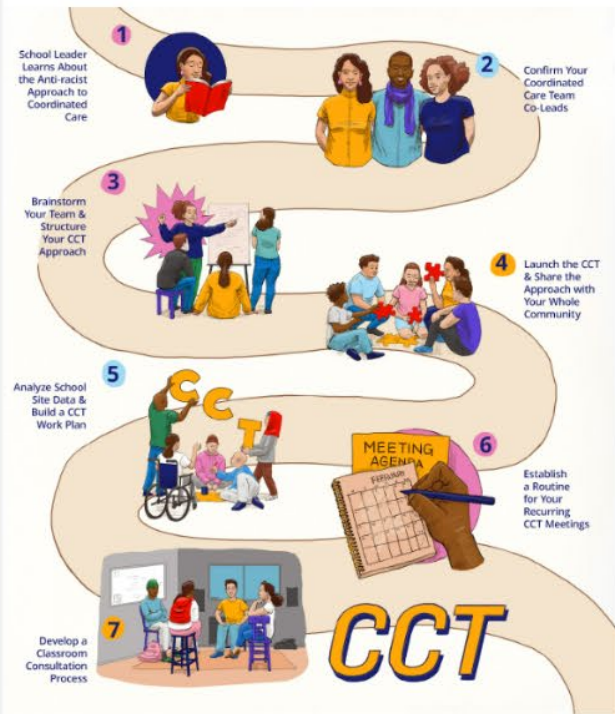 1
School Leader
Learns About
the Anti-racist
Approach to
Coordinated
Care
2
Confirm Your
Coordinated
Care Team
Co-Leads
3
Brainstorm
Your Team &
Structure
Your CCT
Approach
4
Launch the CCT
& Share the
Approach with
Your Whole
Community
5
Analyze School
Site Data &
Build a CCT
Work Plan
CCT
6
MEETING
AGENDA
FEBRUARY
Establish
a Routine
for Your
Recurring
CCT Meetings
7
Develop a
Classroom
Consultation
Process
CCT